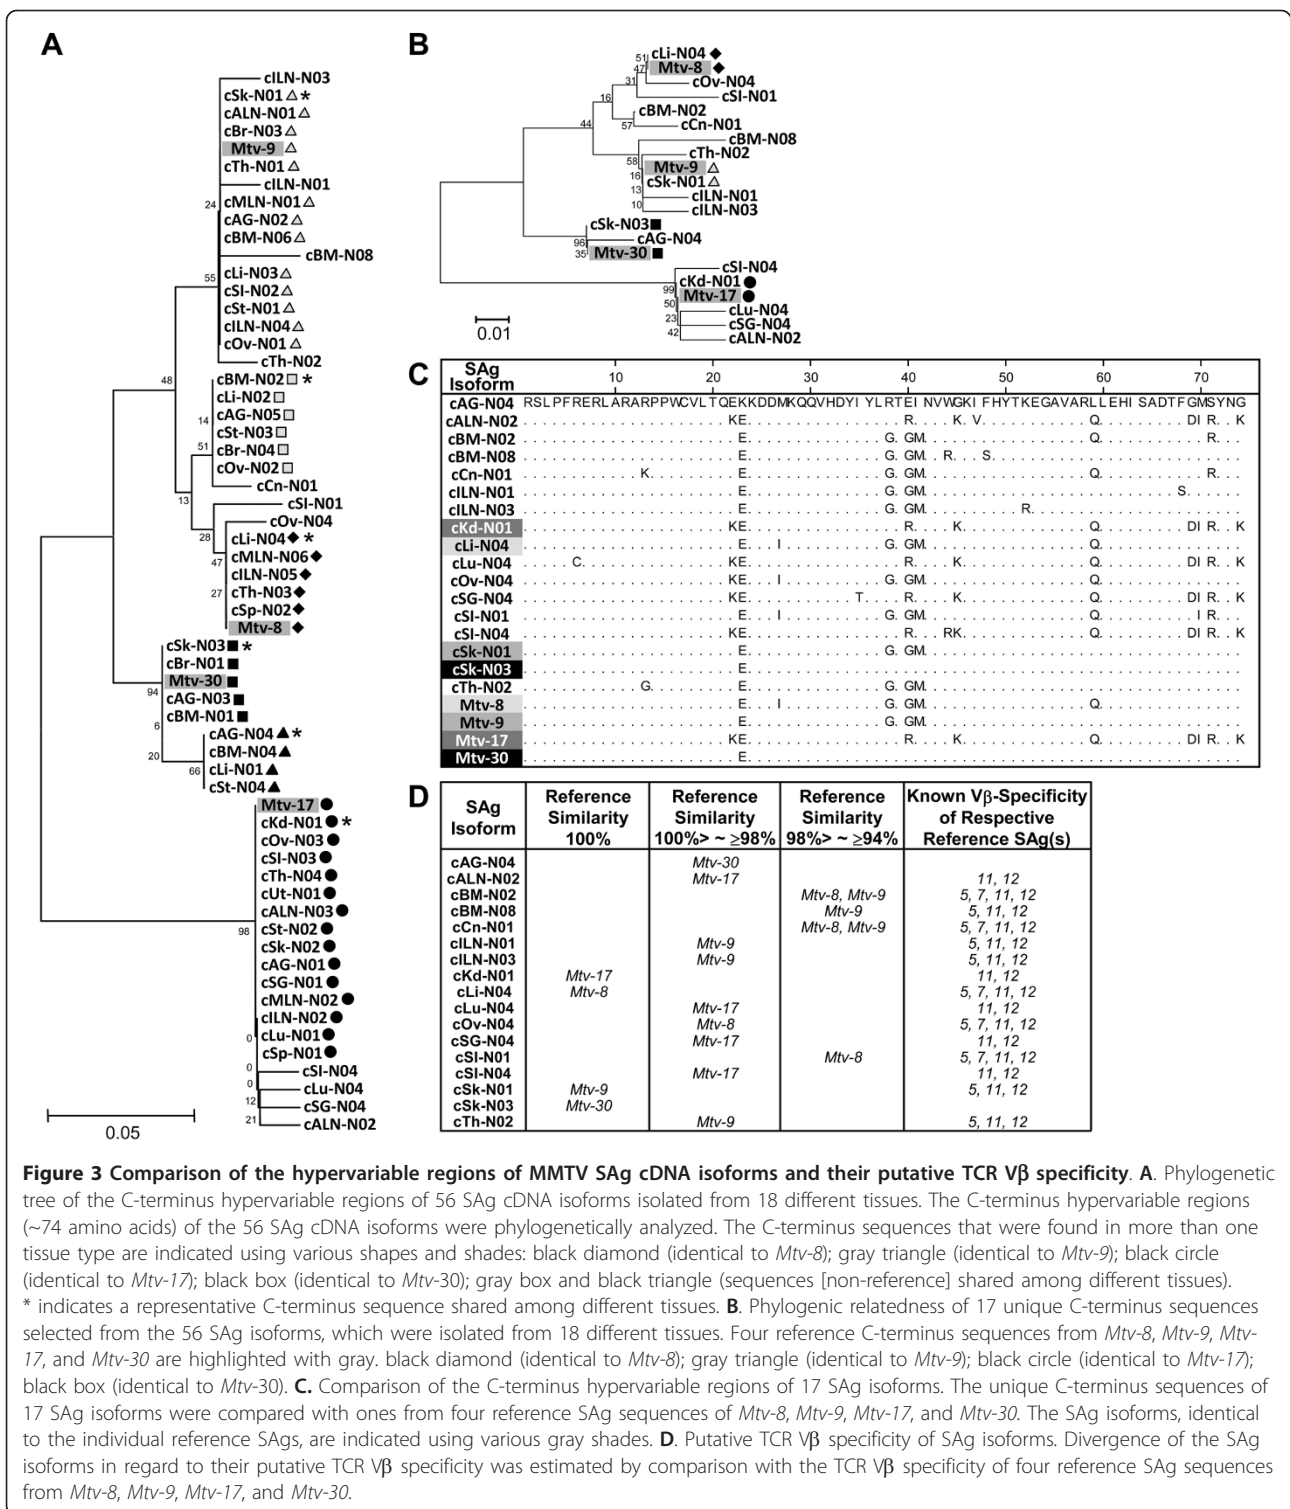 A
cILN-N03
cSk-N01 *
cALN-N01
cBr-N03
Mtv-9
cTh-N01
cILN-N01
cMLN-N01
24
cAG-N02
cBM-N06
cBM-N08
cLi-N03
55
cSI-N02
cSt-N01
cILN-N04
cOv-N01
cTh-N02
48
cBM-N02 *
cLi-N02
cAG-N05
14
cSt-N03
cBr-N04
51
cOv-N02
cCn-N01
13
cSI-N01
cOv-N04
28
cLi-N04 *
cMLN-N06
47
cILN-N05
cTh-N03
27
cSp-N02
Mtv-8
cSk-N03 *
cBr-N01
Mtv-30
94
cAG-N03
cBM-N01
6
cAG-N04 *
20
cBM-N04
66
cLi-N01
cSt-N04
Mtv-17
cKd-N01 *
cOv-N03
cSI-N03
cTh-N04
cUt-N01
cALN-N03
98
cSt-N02
cSk-N02
cAG-N01
cSG-N01
cMLN-N02
cILN-N02
0
cLu-N01
cSp-N01
0
cSI-N04
0
cLu-N04
12
cSG-N04
21
cALN-N02
0.05
B
51
cLi-N04
47
Mtv-8
31
cOv-N04
16
cSI-N01
cBM-N02
44
57
cCn-N01
cBM-N08
58
cTh-N02
Mtv-9
16
cSk-N01
13
cILN-N01
10
cILN-N03
cSk-N03
96
cAG-N04
35
Mtv-30
cSI-N04
cKd-N01
99
Mtv-17
50
cLu-N04
23
cSG-N04
42
cALN-N02
0.01
C
SAg Isoform 10 20 30 40 50 60 70
cAG-N04 RSLPFRERLARARPPWCVLTQEKKDDMKQQVHDYIYLRTEINVWGKIFHYTKEGAVARLLEHISADTFGMSYNG
cALN-N02 KE R K V Q DI R K
cBM-N02 E G GM Q R
cBM-N08 E G GM R S
cCn-N01 K E G GM Q R
cILN-N01 E G GM S
cILN-N03 E G GM R
cKd-N01 KE R K Q DI R K
cLi-N04 E I G GM Q
cLu-N04 C KE R K Q DI R K
cOv-N04 KE I G GM Q
cSG-N04 KE T R K Q DI R K
cSI-N01 E I G GM Q I R
cSI-N04 KE R RK Q DI R K
cSk-N01 E G GM
cSk-N03 E
cTh-N02 G E G GM
Mtv-8 E I G GM Q
Mtv-9 E G GM
Mtv-17 KE R K Q DI R K
Mtv-30 E
D
SAg Isoform | Reference Similarity 100% | Reference Similarity 100%> ~ ≥98% | Reference Similarity 98%> ~ ≥94% | Known Vβ-Specificity of Respective Reference SAg(s)
cAG-N04 Mtv-30
cALN-N02 Mtv-17 11, 12
cBM-N02 Mtv-8, Mtv-9 5, 7, 11, 12
cBM-N08 Mtv-9 5, 11, 12
cCn-N01 Mtv-8, Mtv-9 5, 7, 11, 12
cILN-N01 Mtv-9 5, 11, 12
cILN-N03 Mtv-9 5, 11, 12
cKd-N01 Mtv-17 11, 12
cLi-N04 Mtv-8 5, 7, 11, 12
cLu-N04 Mtv-17 11, 12
cOv-N04 Mtv-8 5, 7, 11, 12
cSG-N04 Mtv-17 11, 12
cSI-N01 Mtv-8 5, 7, 11, 12
cSI-N04 Mtv-17 11, 12
cSk-N01 Mtv-9 5, 11, 12
cSk-N03 Mtv-30
cTh-N02 Mtv-9 5, 11, 12
Figure 3 Comparison of the hypervariable regions of MMTV SAg cDNA isoforms and their putative TCR Vβ specificity. A. Phylogenetic
tree of the C-terminus hypervariable regions of 56 SAg cDNA isoforms isolated from 18 different tissues. The C-terminus hypervariable regions
(~74 amino acids) of the 56 SAg cDNA isoforms were phylogenetically analyzed. The C-terminus sequences that were found in more than one
tissue type are indicated using various shapes and shades: black diamond (identical to Mtv-8); gray triangle (identical to Mtv-9); black circle
(identical to Mtv-17); black box (identical to Mtv-30); gray box and black triangle (sequences [non-reference] shared among different tissues).
* indicates a representative C-terminus sequence shared among different tissues. B. Phylogenic relatedness of 17 unique C-terminus sequences
selected from the 56 SAg isoforms, which were isolated from 18 different tissues. Four reference C-terminus sequences from Mtv-8, Mtv-9, Mtv-
17, and Mtv-30 are highlighted with gray. black diamond (identical to Mtv-8); gray triangle (identical to Mtv-9); black circle (identical to Mtv-17);
black box (identical to Mtv-30). C. Comparison of the C-terminus hypervariable regions of 17 SAg isoforms. The unique C-terminus sequences of
17 SAg isoforms were compared with ones from four reference SAg sequences of Mtv-8, Mtv-9, Mtv-17, and Mtv-30. The SAg isoforms, identical
to the individual reference SAgs, are indicated using various gray shades. D. Putative TCR Vβ specificity of SAg isoforms. Divergence of the SAg
isoforms in regard to their putative TCR Vβ specificity was estimated by comparison with the TCR Vβ specificity of four reference SAg sequences
from Mtv-8, Mtv-9, Mtv-17, and Mtv-30.